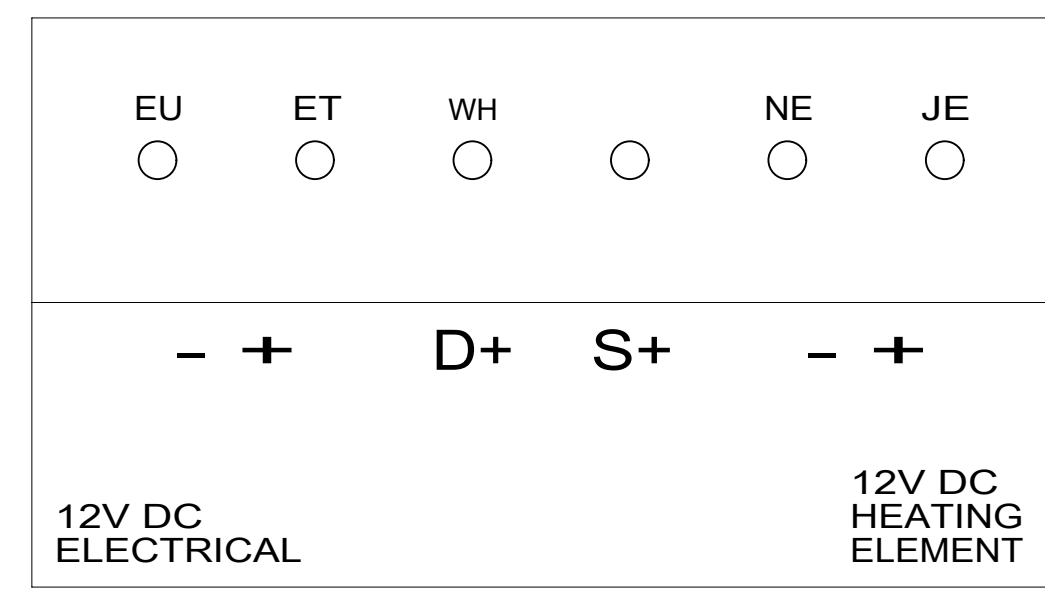 EU ET WH NE JE
- + D+ S+ - +
12V DC
ELECTRICAL
12V DC
HEATING
ELEMENT